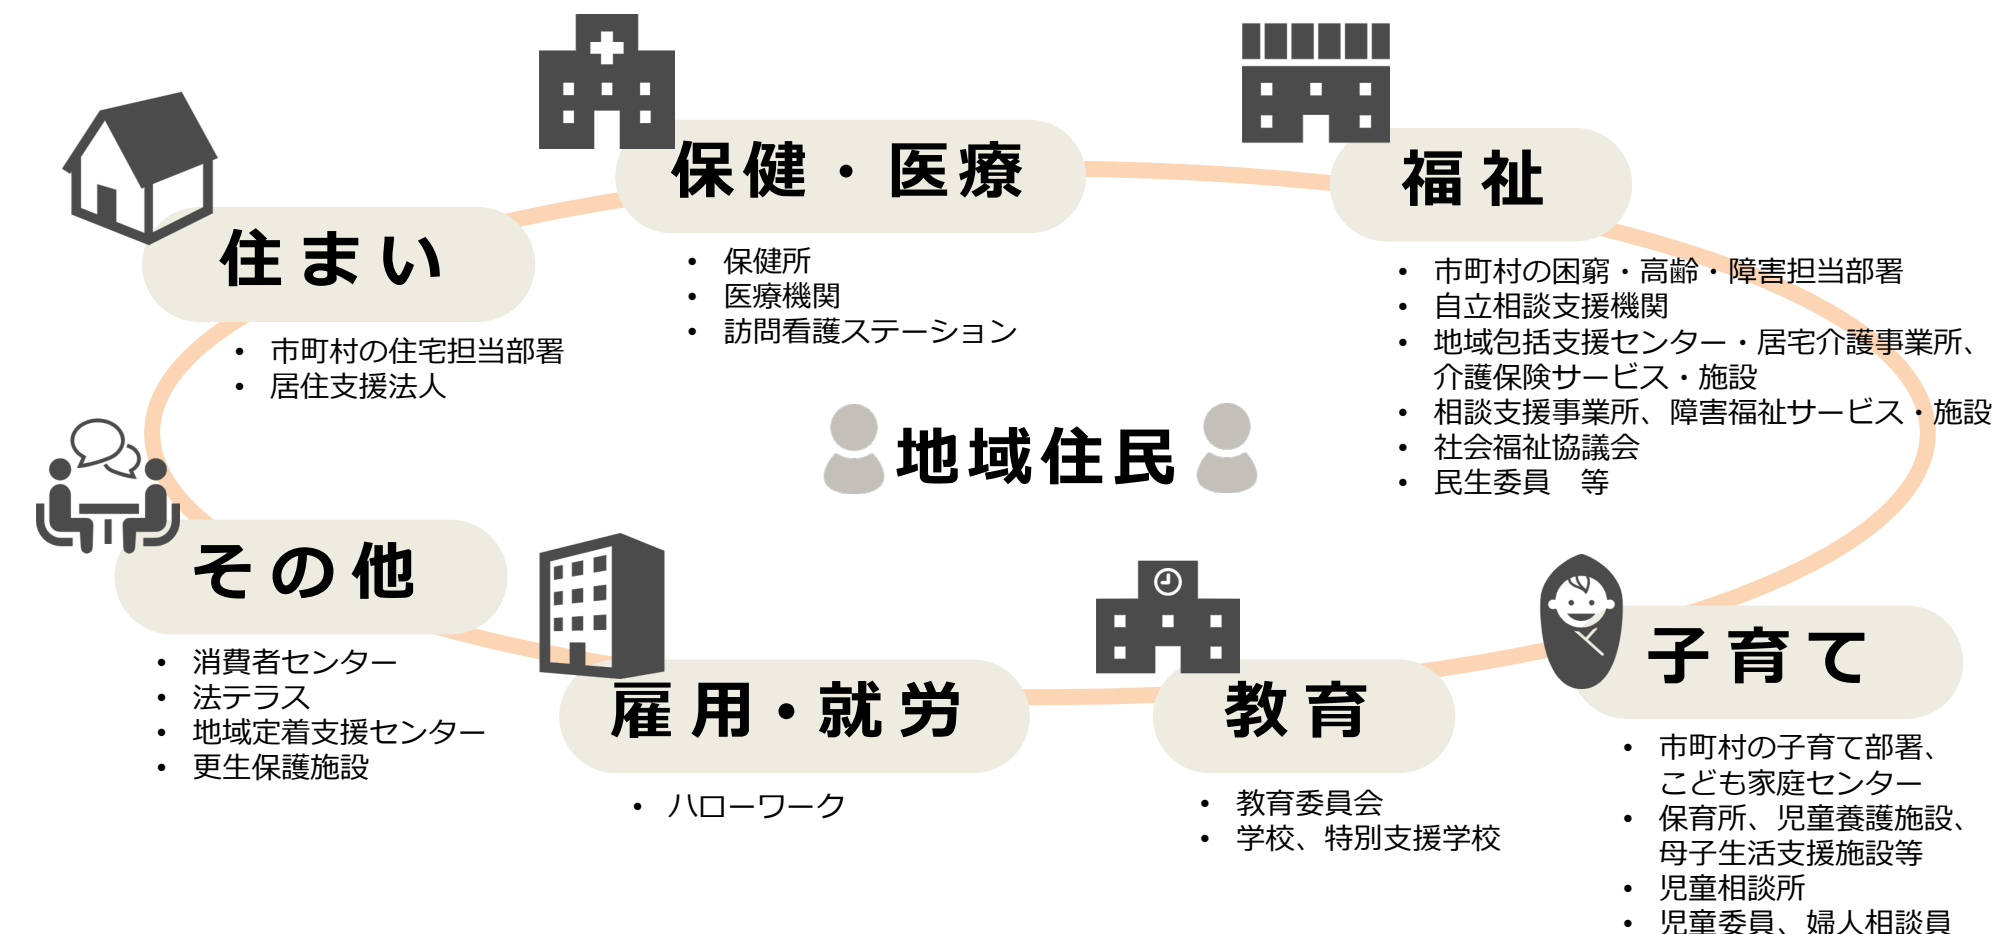 保健・医療
• 保健所
• 医療機関
• 訪問看護ステーション
福祉
• 市町村の困窮・高齢・障害担当部署
• 自立相談支援機関
• 地域包括支援センター・居宅介護事業所、
介護保険サービス・施設
• 相談支援事業所、障害福祉サービス・施設
• 社会福祉協議会
• 民生委員　等
住まい
• 市町村の住宅担当部署
• 居住支援法人
地域住民
その他
• 消費者センター
• 法テラス
• 地域定着支援センター
• 更生保護施設
雇用・就労
• ハローワーク
教育
• 教育委員会
• 学校、特別支援学校
子育て
• 市町村の子育て部署、
こども家庭センター
• 保育所、児童養護施設、
母子生活支援施設等
• 児童相談所
• 児童委員、婦人相談員